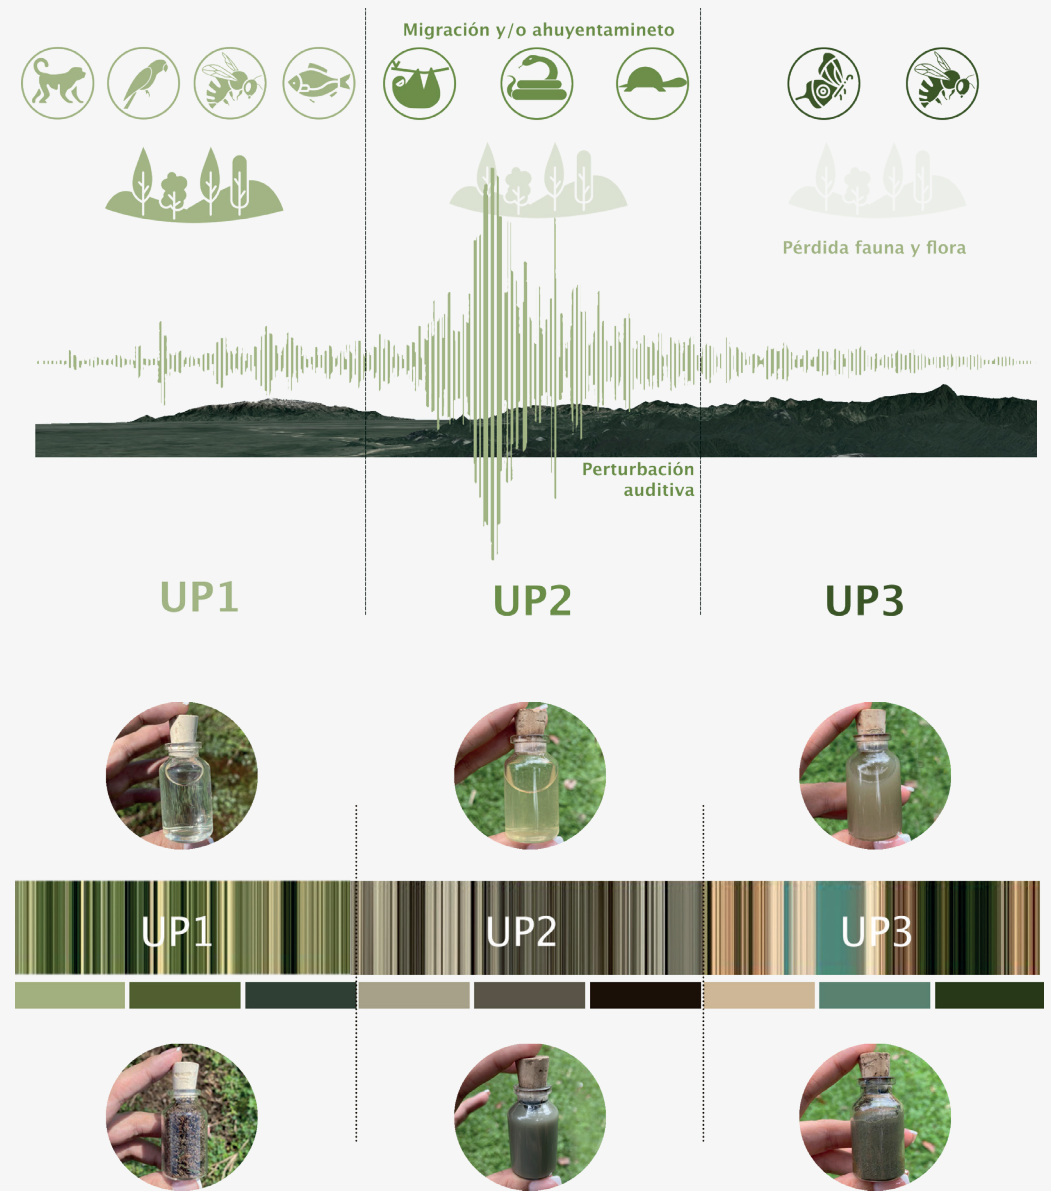 Migración y/o ahuyentamineto
Pérdida fauna y flora
Perturbación
auditiva
UP1
UP2
UP3
UP1
UP2
UP3